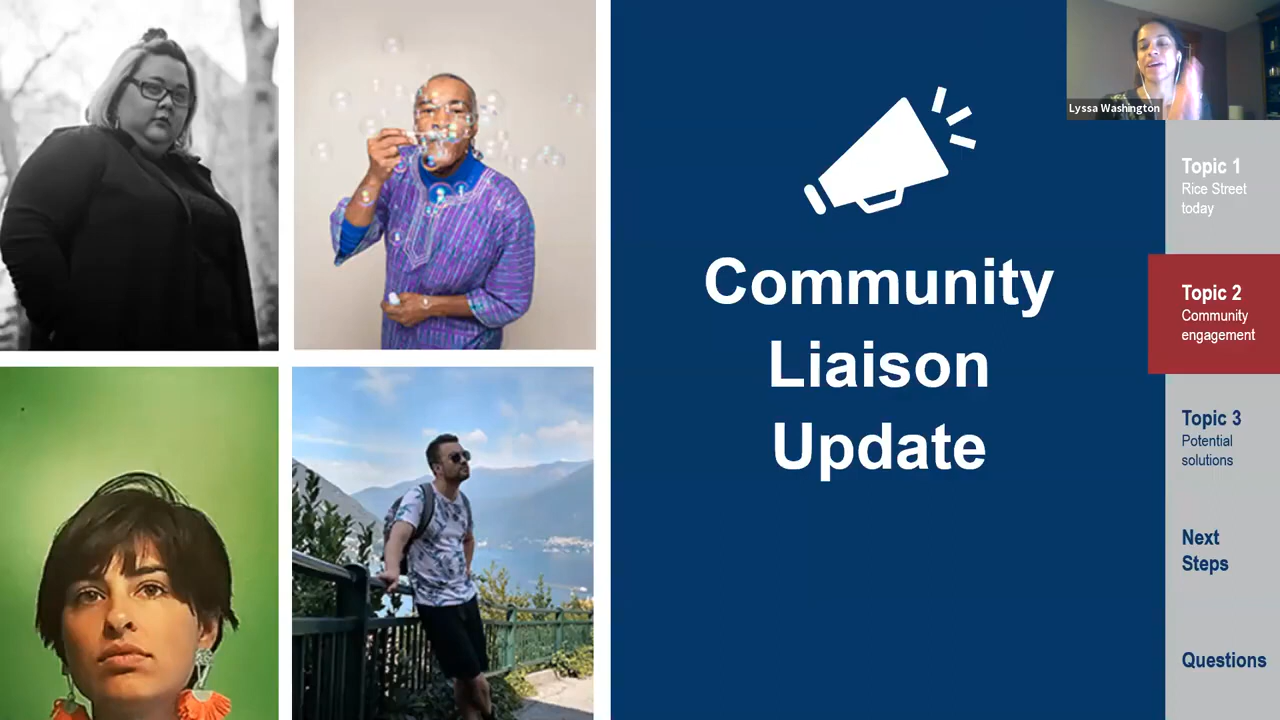 Community
Liaison
Update
Lyssa Washington
Topic 1
Rice Street
today
Topic 2
Community
engagement
Topic 3
Potential
solutions
Next
Steps
Questions